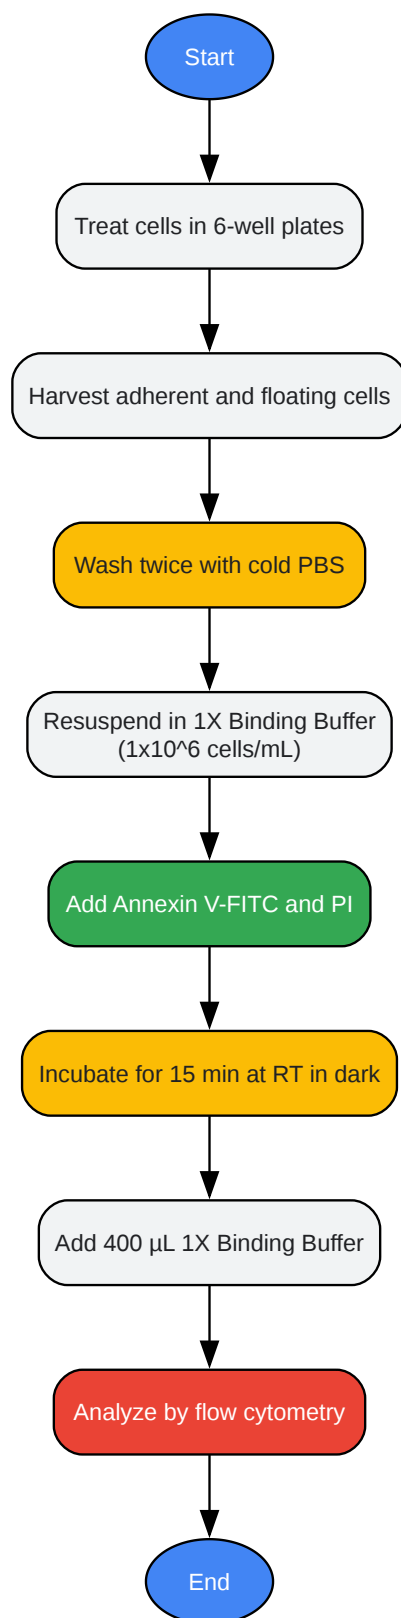 Start
Treat cells in 6-well plates
Harvest adherent and floating cells
Wash twice with cold PBS
Resuspend in 1X Binding Buffer
(1x10^6 cells/mL)
Add Annexin V-FITC and PI
Incubate for 15 min at RT in dark
Add 400 µL 1X Binding Buffer
Analyze by flow cytometry
End